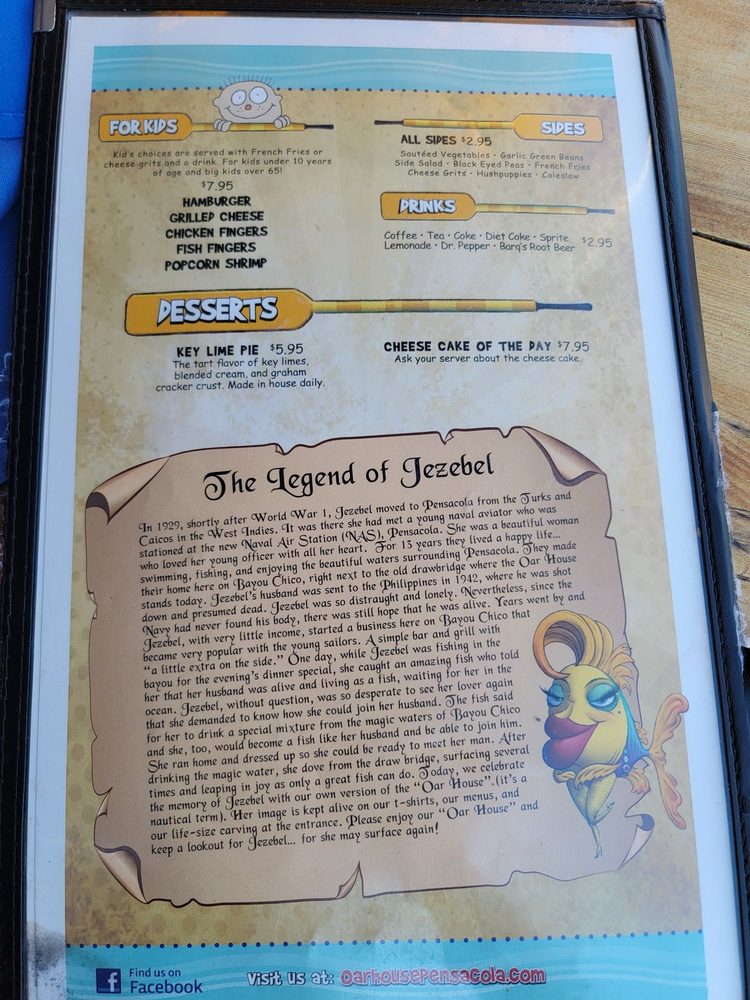 FOR KIDS
Kid's choices are served with French Fries or
cheese grits and a drink. For kids under 10 years
of age and big kids over 65!
$7.95
HAMBURGER
GRILLED CHEESE
CHICKEN FINGERS
FISH FINGERS
POPCORN SHRIMP
SIDES
ALL SIDES $2.95
Sautéed Vegetables • Garlic Green Beans
Side Salad • Black Eyed Peas • French Fries
Cheese Grits • Hushpuppies • Coleslaw
DRINKS
Coffee • Tea • Coke • Diet Coke • Sprite
Lemonade • Dr. Pepper • Barq's Root Beer $2.95
DESSERTS
KEY LIME PIE $5.95
The tart flavor of key limes,
blended cream, and graham
cracker crust. Made in house daily.
CHEESE CAKE OF THE DAY $7.95
Ask your server about the cheese cake.
The Legend of Jezebel
In 1929, shortly after World War 1, Jezebel moved to Pensacola from the Turks and
Caicos in the West Indies. It was there she had met a young naval aviator who was
stationed at the new Naval Air Station (NAS), Pensacola. She was a beautiful woman
who loved her young officer with all her heart. For 13 years they lived a happy life...
swimming, fishing, and enjoying the beautiful waters surrounding Pensacola. They made
their home here on Bayou Chico, right next to the old drawbridge where the Oar House
stands today. Jezebel's husband was sent to the Philippines in 1942, where he was shot
down and presumed dead. Jezebel was so distraught and lonely. Nevertheless, since the
Navy had never found his body, there was still hope that he was alive. Years went by and
Jezebel, with very little income, started a business here on Bayou Chico that
became very popular with the young sailors. A simple bar and grill with
"a little extra on the side." One day, while Jezebel was fishing in the
bayou for the evening's dinner special, she caught an amazing fish who told
her that her husband was alive and living as a fish, waiting for her in the
ocean. Jezebel, without question, was so desperate to see her lover again
that she demanded to know how she could join her husband. The fish said
for her to drink a special mixture from the magic waters of Bayou Chico
and she, too, would become a fish like her husband and be able to join him.
She ran home and dressed up so she could be ready to meet her man. After
drinking the magic water, she dove from the draw bridge, surfacing several
times and leaping in joy as only a great fish can do. Today, we celebrate
the memory of Jezebel with our own version of the "Oar House".(it's a
nautical term). Her image is kept alive on our t-shirts, our menus, and
our life-size carving at the entrance. Please enjoy our "Oar House" and
keep a lookout for Jezebel... for she may surface again!
f Find us on
Facebook
Visit us at: oarhousepensacola.com